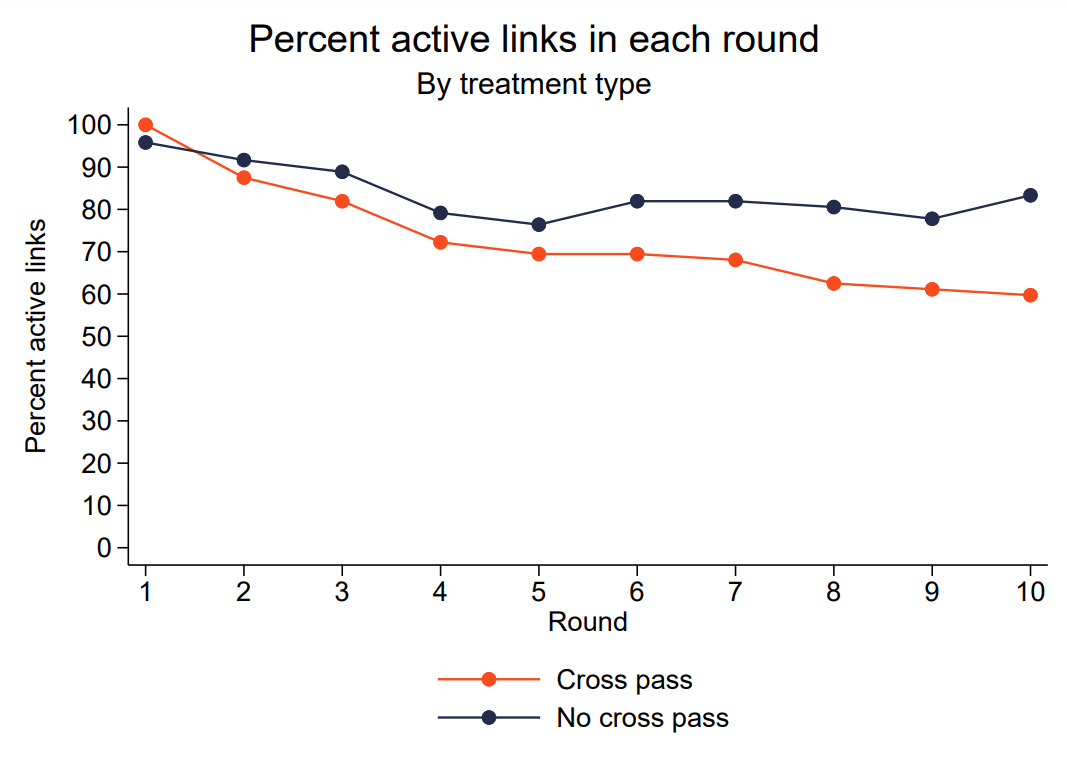 Percent active links in each round
By treatment type
Percent active links
100
90
80
70
60
50
40
30
20
10
0
1 2 3 4 5 6 7 8 9 10
Round
Cross pass
No cross pass